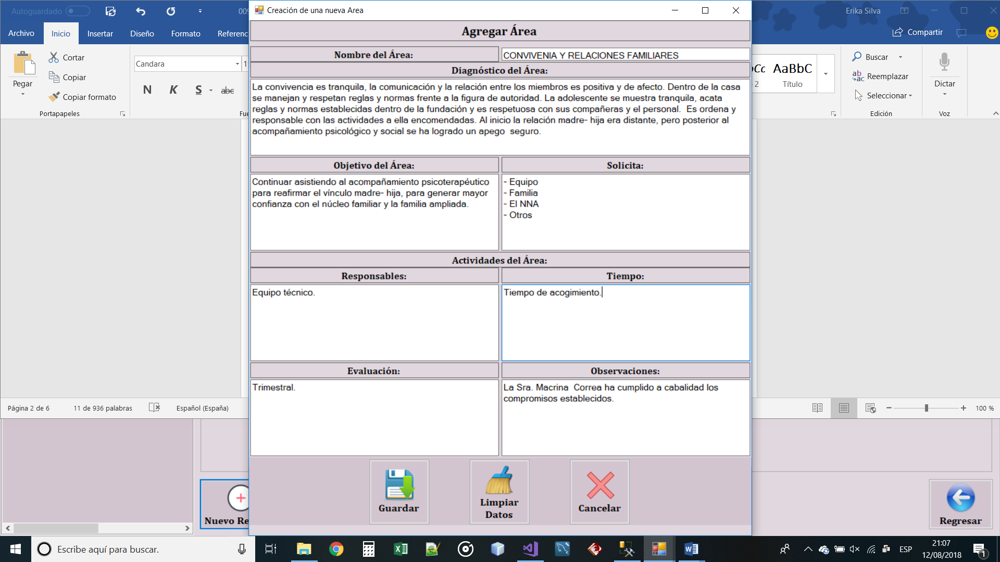 Autoguardado
009
Creación de una nueva Area
Erika Silva
Archivo
Inicio
Insertar
Diseño
Formato
Referenc
Compartir
Pegar
Cortar
Copiar
Copiar formato
Portapapeles
Candara
1
N K S abc
Fue
2
AaBbC
Título
Buscar
Reemplazar
Seleccionar
Edición
Dictar
Voz
Agregar Área
Nombre del Área:
CONVIVENIA Y RELACIONES FAMILIARES
Diagnóstico del Área:
La convivencia es tranquila, la comunicación y la relación entre los miembros es positiva y de afecto. Dentro de la casa
se manejan y respetan reglas y normas frente a la figura de autoridad. La adolescente se muestra tranquila, acata
reglas y normas establecidas dentro de la fundación y es respetuosa con sus compañeras y el personal.  Es ordena y
responsable con las actividades a ella encomendadas. Al inicio la relación madre- hija era distante, pero posterior al
acompañamiento psicológico y social se ha logrado un apego  seguro.
Objetivo del Área:
Continuar asistiendo al acompañamiento psicoterapéutico
para reafirmar el vínculo madre- hija, para generar mayor
confianza con el núcleo familiar y la familia ampliada.
Solicita:
- Equipo
- Familia
- El NNA
- Otros
Actividades del Área:
Responsables:
Equipo técnico.
Tiempo:
Tiempo de acogimiento.
Evaluación:
Trimestral.
Observaciones:
La Sra. Macrina  Correa ha cumplido a cabalidad los
compromisos establecidos.
Página 2 de 6
11 de 936 palabras
Español (España)
100 %
Nuevo Re
Guardar
Limpiar
Datos
Cancelar
Regresar
Escribe aquí para buscar.
ESP
21:07
12/08/2018
1